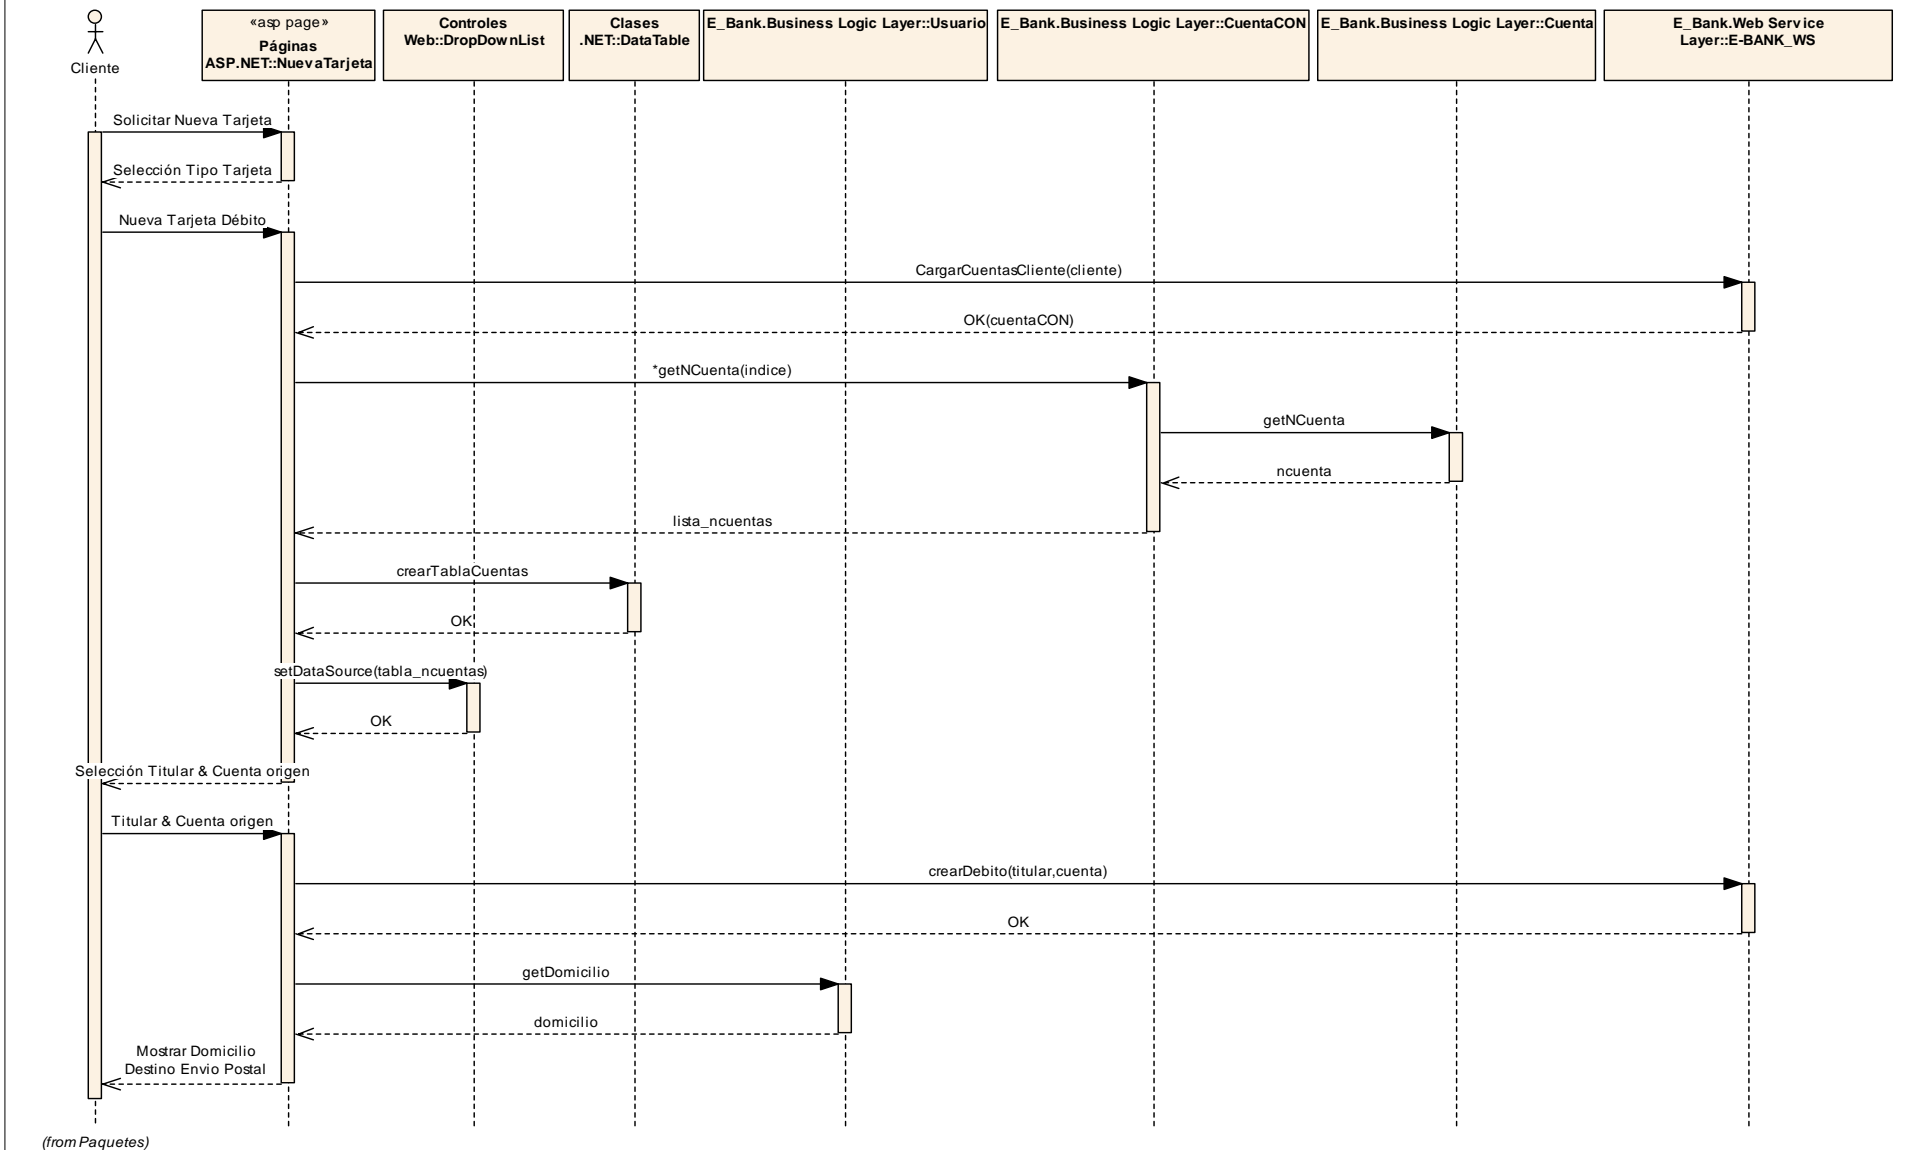 «asp page»
Páginas
ASP.NET::NuevaTarjeta
Controles
Web::DropDownList
Clases
.NET::DataTable
E_Bank.Business Logic Layer::Usuario
E_Bank.Business Logic Layer::CuentaCON
E_Bank.Business Logic Layer::Cuenta
E_Bank.Web Service
Layer::E-BANK_WS
Cliente
Solicitar Nueva Tarjeta
Selección Tipo Tarjeta
Nueva Tarjeta Débito
CargarCuentasCliente(cliente)
OK(cuentaCON)
*getNCuenta(indice)
getNCuenta
ncuenta
lista_ncuentas
crearTablaCuentas
OK
setDataSource(tabla_ncuentas)
OK
Selección Titular & Cuenta origen
Titular & Cuenta origen
crearDebito(titular,cuenta)
OK
getDomicilio
domicilio
Mostrar Domicilio
Destino Envio Postal
(from Paquetes)